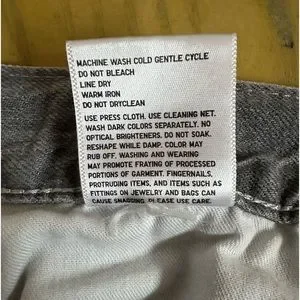 MACHINE WASH COLD GENTLE CYCLE
DO NOT BLEACH
LINE DRY
WARM IRON
DO NOT DRYCLEAN
USE PRESS CLOTH. USE CLEANING NET.
WASH DARK COLORS SEPARATELY. NO
OPTICAL BRIGHTENERS. DO NOT SOAK.
RESHAPE WHILE DAMP. COLOR MAY
RUB OFF. WASHING AND WEARING
MAY PROMOTE FRAYING OF PROCESSED
PORTIONS OF GARMENT. FINGERNAILS,
PROTRUDING ITEMS, AND ITEMS SUCH AS
FITTINGS ON JEWELRY AND BAGS CAN
CAUSE SNAGGING. PLEASE USE CARE.